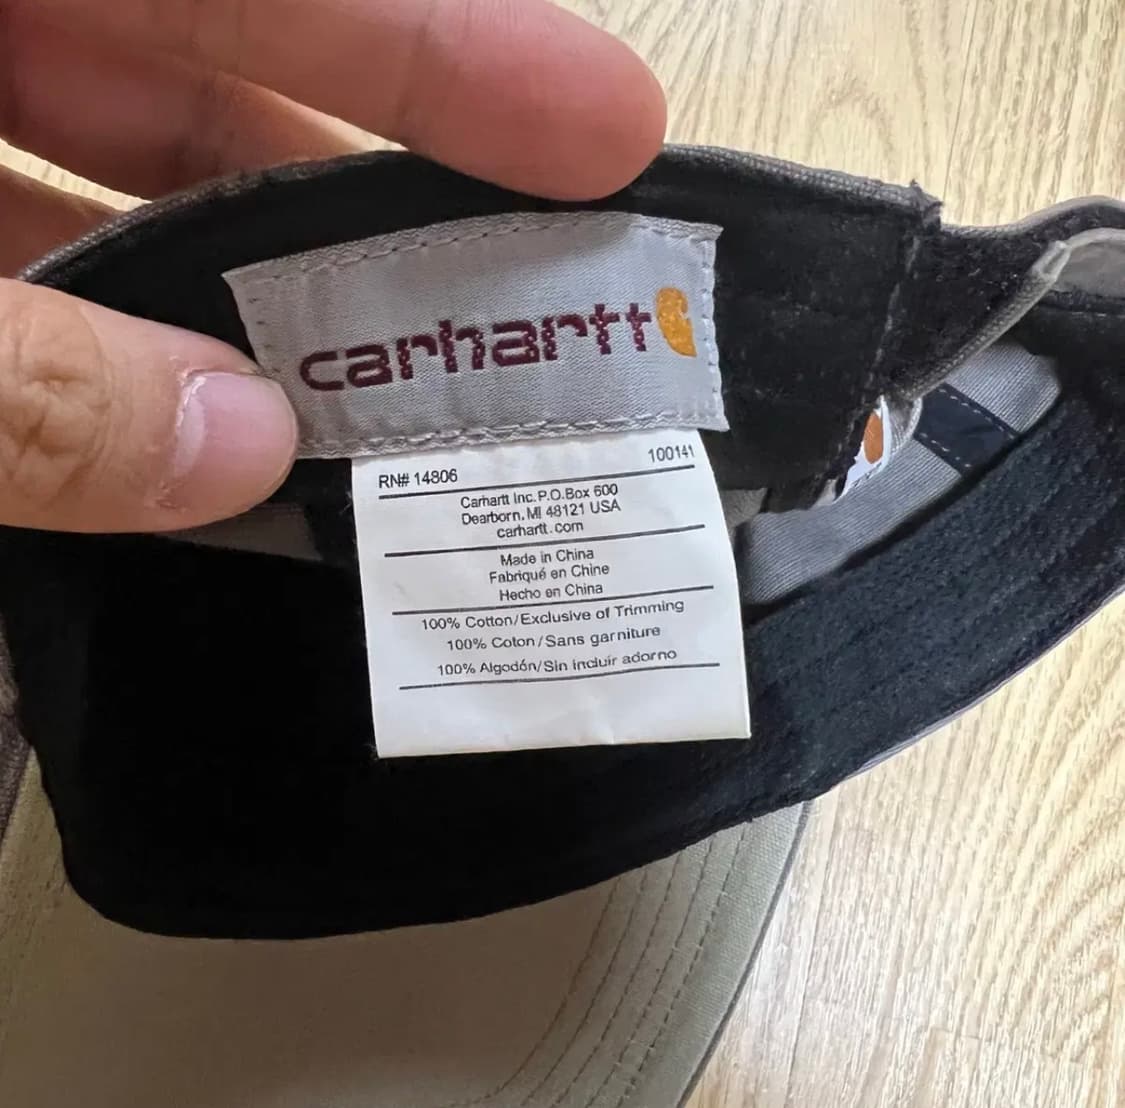 carhartt
RN# 14806 100141
Carhartt Inc. P.O.Box 600
Dearborn, MI 48121 USA
carhartt.com
Made in China
Fabriqué en Chine
Hecho en China
100% Cotton/Exclusive of Trimming
100% Coton/Sans garniture
100% Algodón/Sin incluir adorno